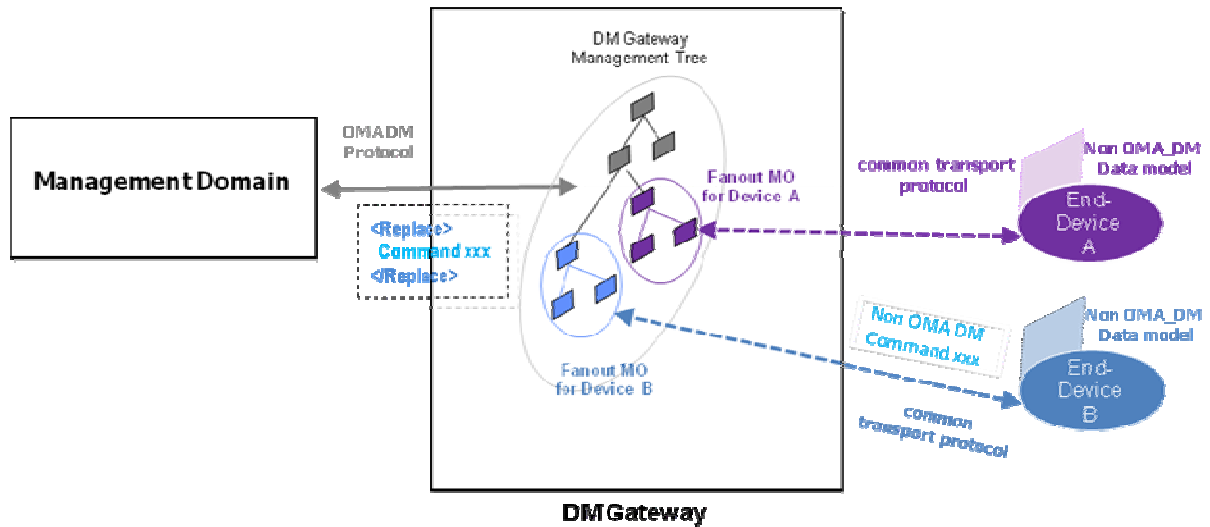 DM Gateway
Management Tree
OMADM
Protocol
Management Domain
<Replace>
Command xxx
</Replace>
Fanout MO
for Device A
common transport
protocol
Non OMA_DM
Data model
End-
Device
A
Fanout MO
for Device B
Non OMA DM
Command xxx
Non OMA_DM
Data model
End-
Device
B
common
transport protocol
DMGateway